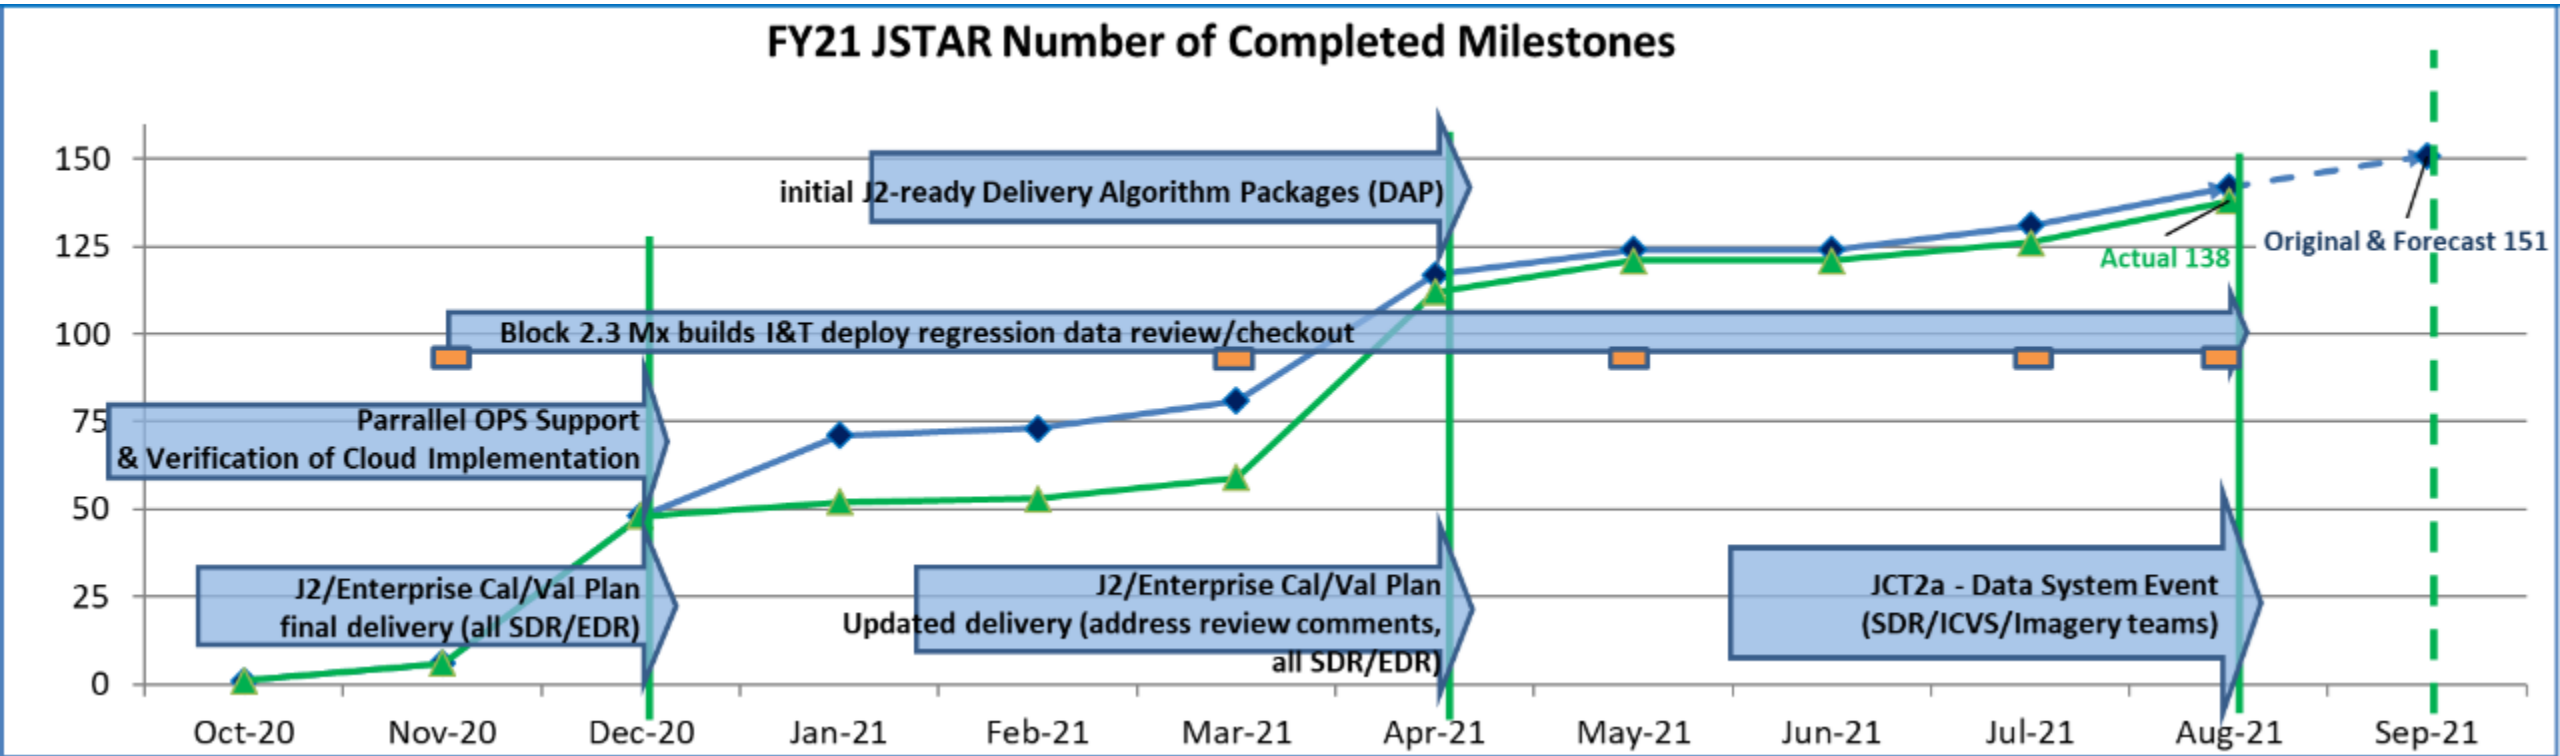 FY21 JSTAR Number of Completed Milestones
150
125
100
75
50
25
0
initial J2-ready Delivery Algorithm Packages (DAP)
Original & Forecast 151
Actual 138
Block 2.3 Mx builds I&T deploy regression data review/checkout
Parrallel OPS Support
& Verification of Cloud Implementation
J2/Enterprise Cal/Val Plan
final delivery (all SDR/EDR)
J2/Enterprise Cal/Val Plan
Updated delivery (address review comments,
all SDR/EDR)
JCT2a - Data System Event
(SDR/ICVS/Imagery teams)
Oct-20 Nov-20 Dec-20 Jan-21 Feb-21 Mar-21 Apr-21 May-21 Jun-21 Jul-21 Aug-21 Sep-21